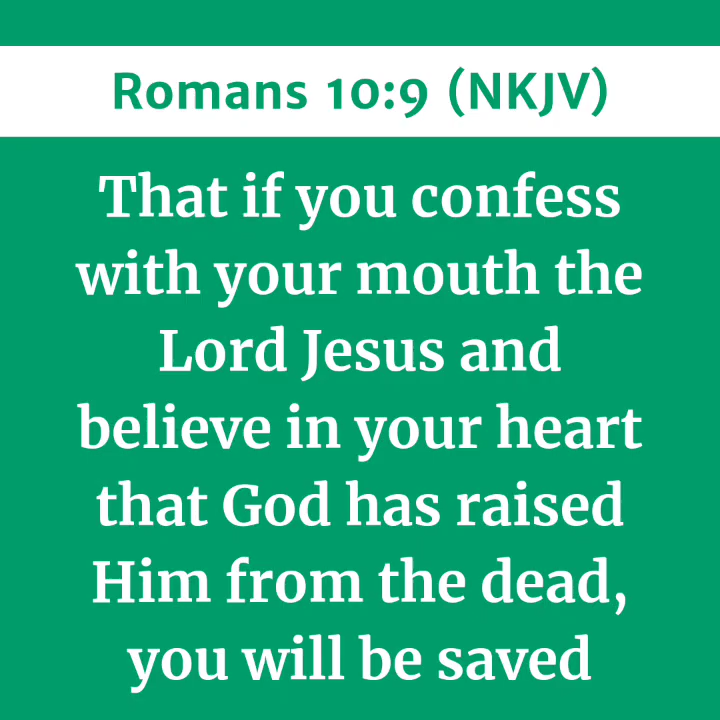 Romans 10:9 (NKJV)
That if you confess
with your mouth the
Lord Jesus and
believe in your heart
that God has raised
Him from the dead,
you will be saved